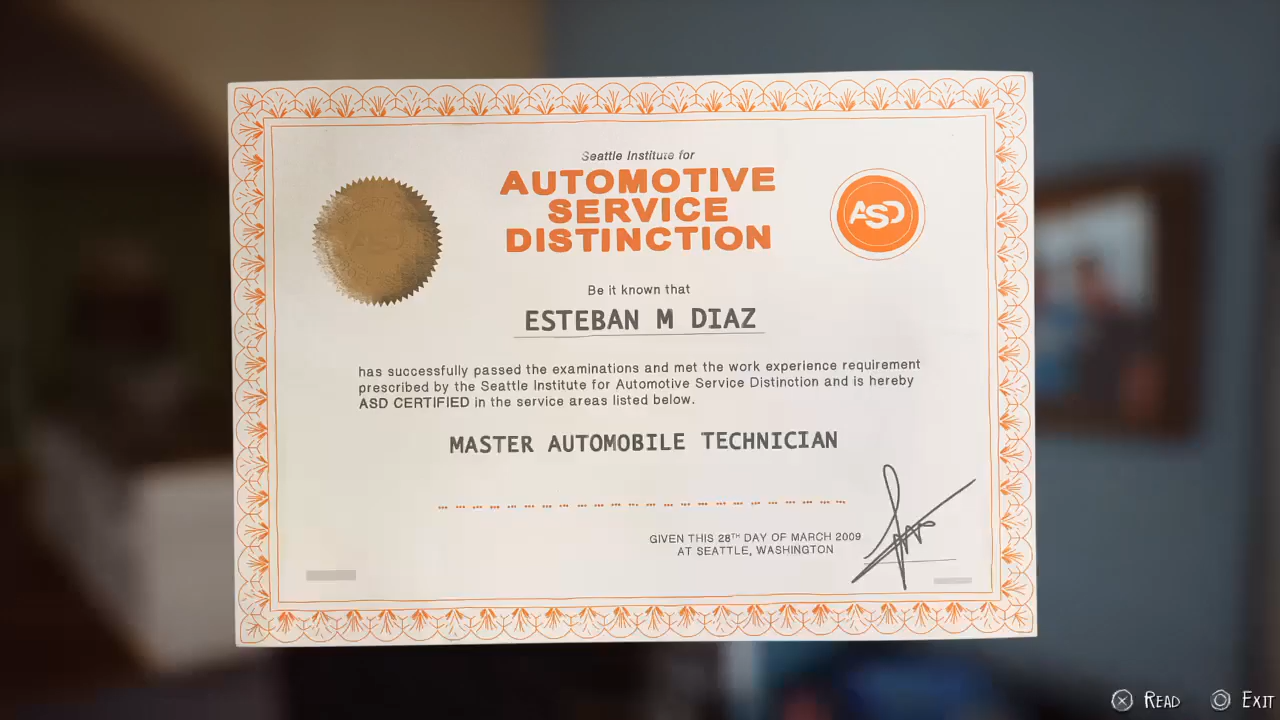 Seattle Institute for
AUTOMOTIVE
SERVICE
DISTINCTION
ASD
ASD
Be it known that
ESTEBAN M DIAZ
has successfully passed the examinations and met the work experience requirement
prescribed by the Seattle Institute for Automotive Service Distinction and is hereby
ASD CERTIFIED in the service areas listed below.
MASTER AUTOMOBILE TECHNICIAN
GIVEN THIS 28TH DAY OF MARCH 2009
AT SEATTLE, WASHINGTON
READ
EXIT